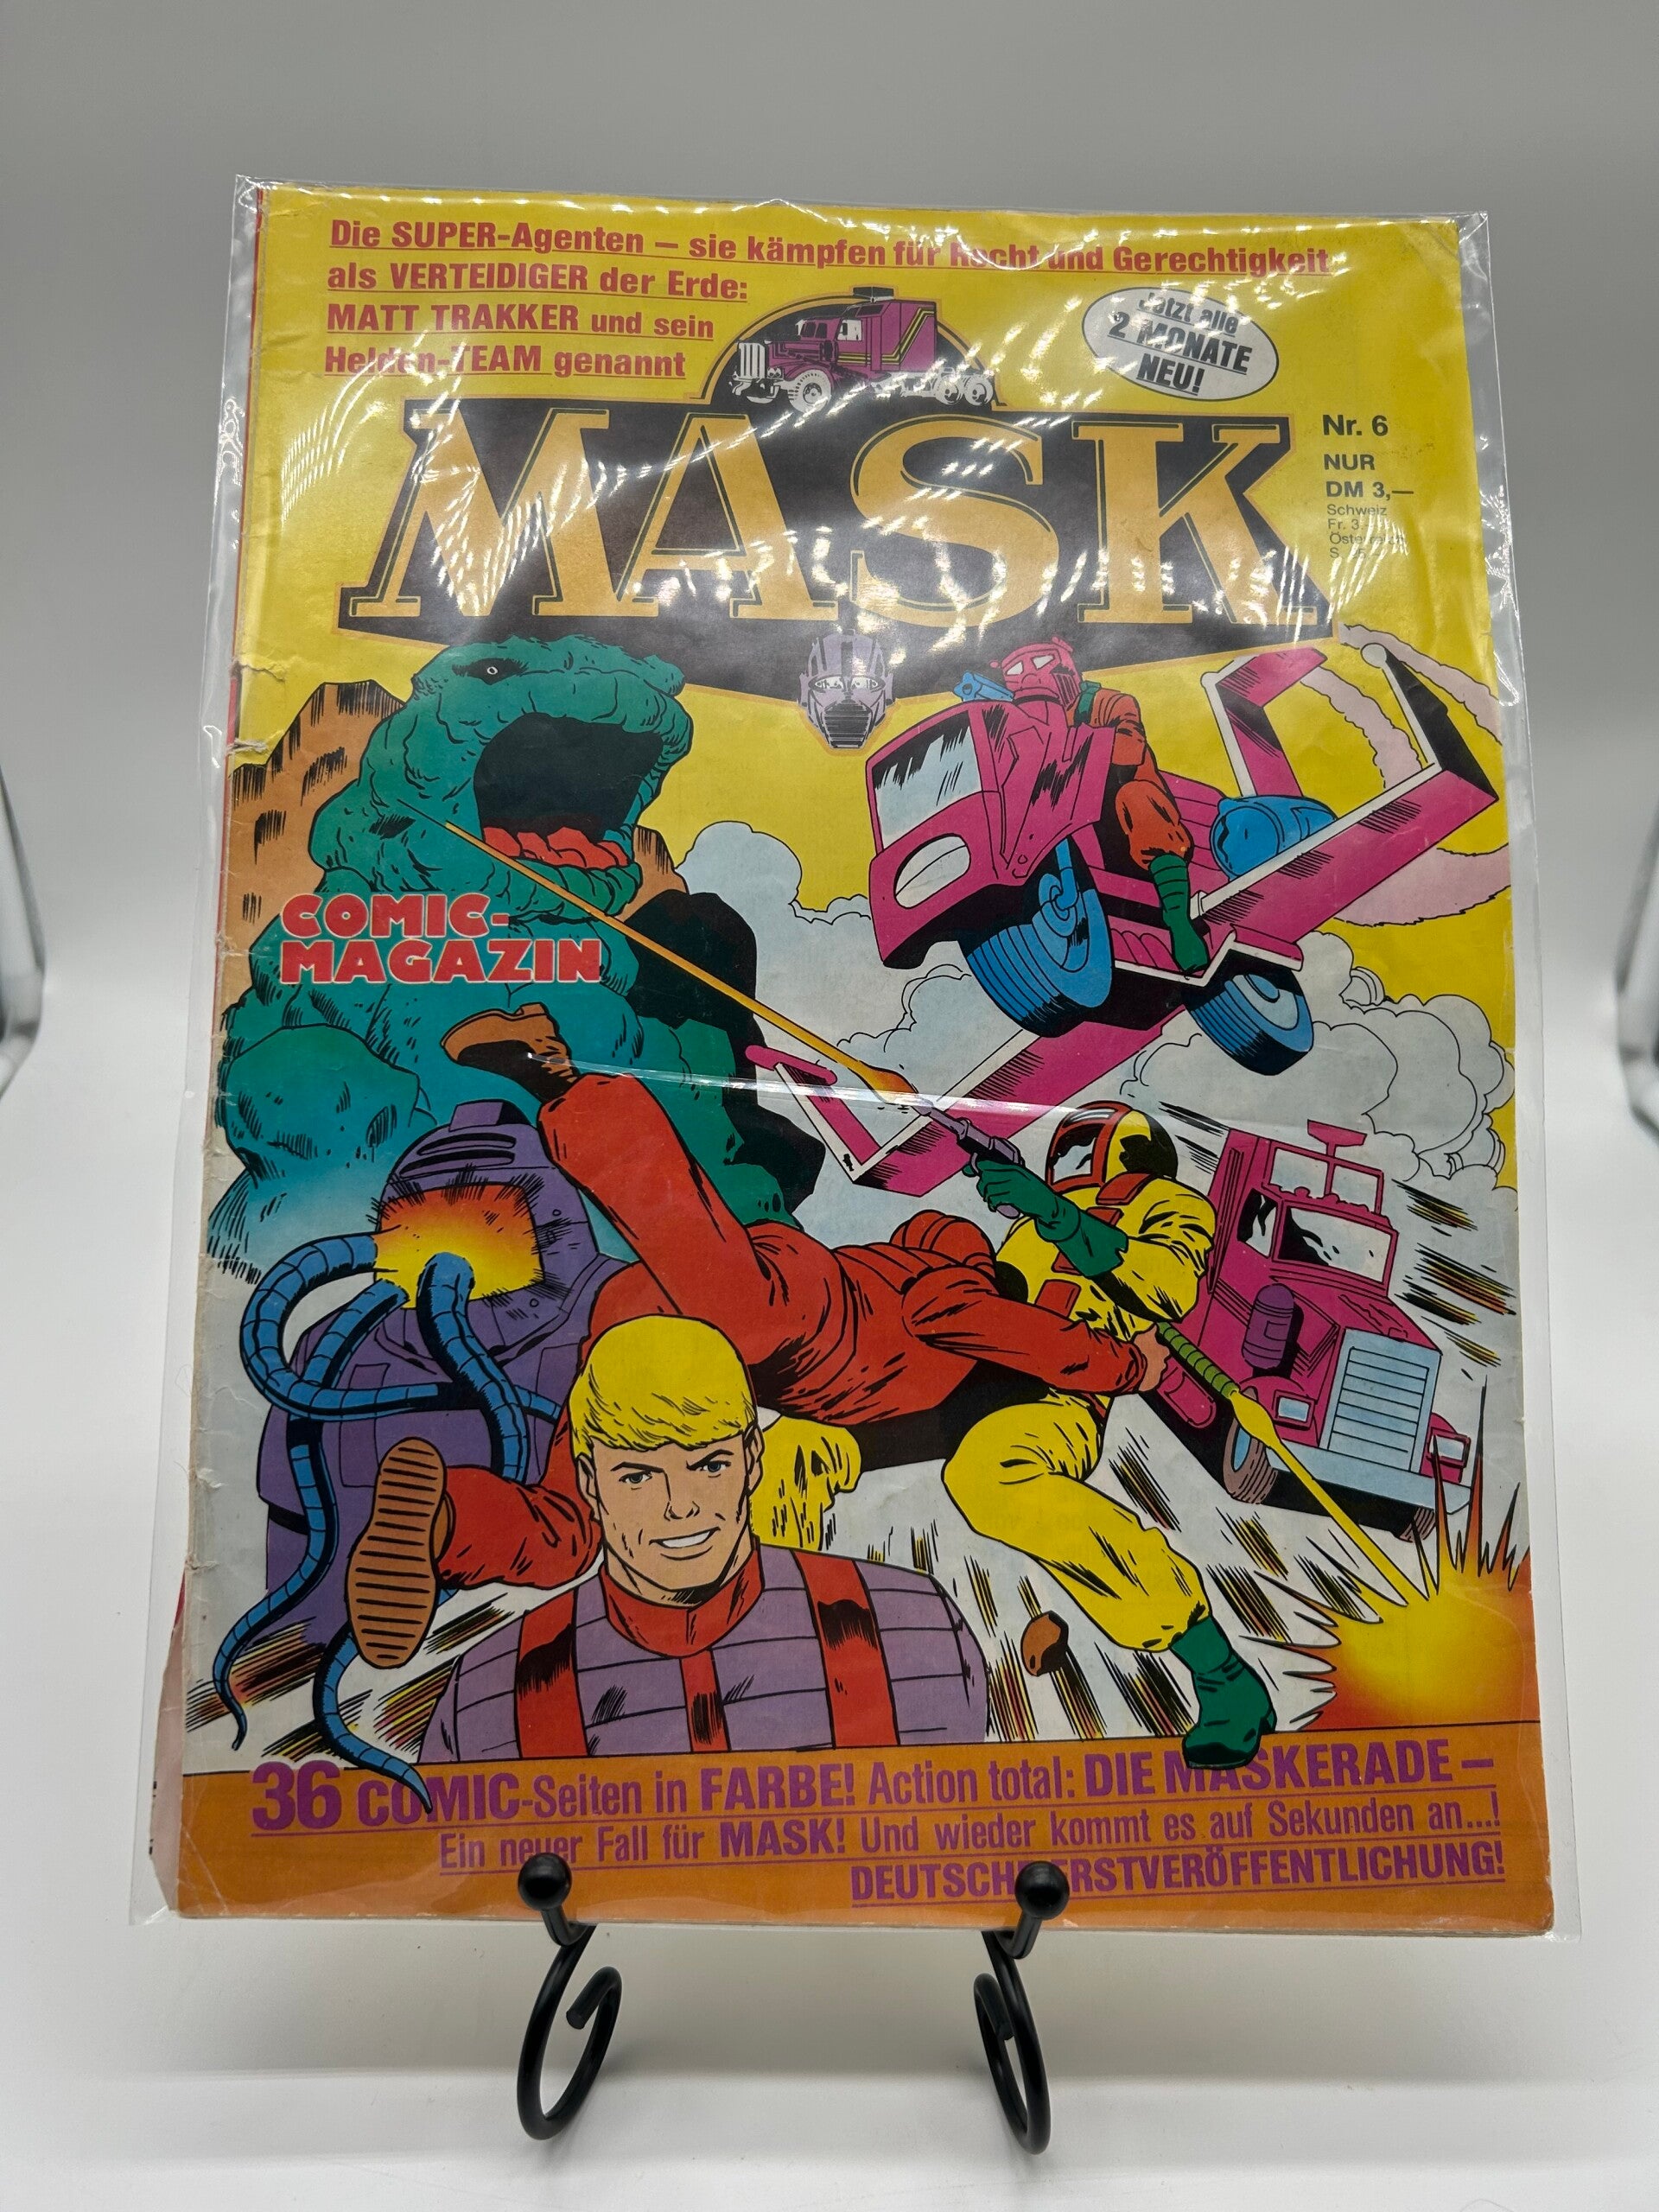 Die SUPER-Agenten – sie kämpfen für Recht und Gerechtigkeit
als VERTEIDIGER der Erde:
MATT TRAKKER und sein
Helden-TEAM genannt
Jetzt alle
2 MONATE
NEU!
MASK
Nr. 6
NUR
DM 3,—
Schweiz
Fr. 3.
Österreich
S
COMIC-
MAGAZIN
36 COMIC-Seiten in FARBE! Action total: DIE MASKERADE –
Ein neuer Fall für MASK! Und wieder kommt es auf Sekunden an...!
DEUTSCHE ERSTVERÖFFENTLICHUNG!